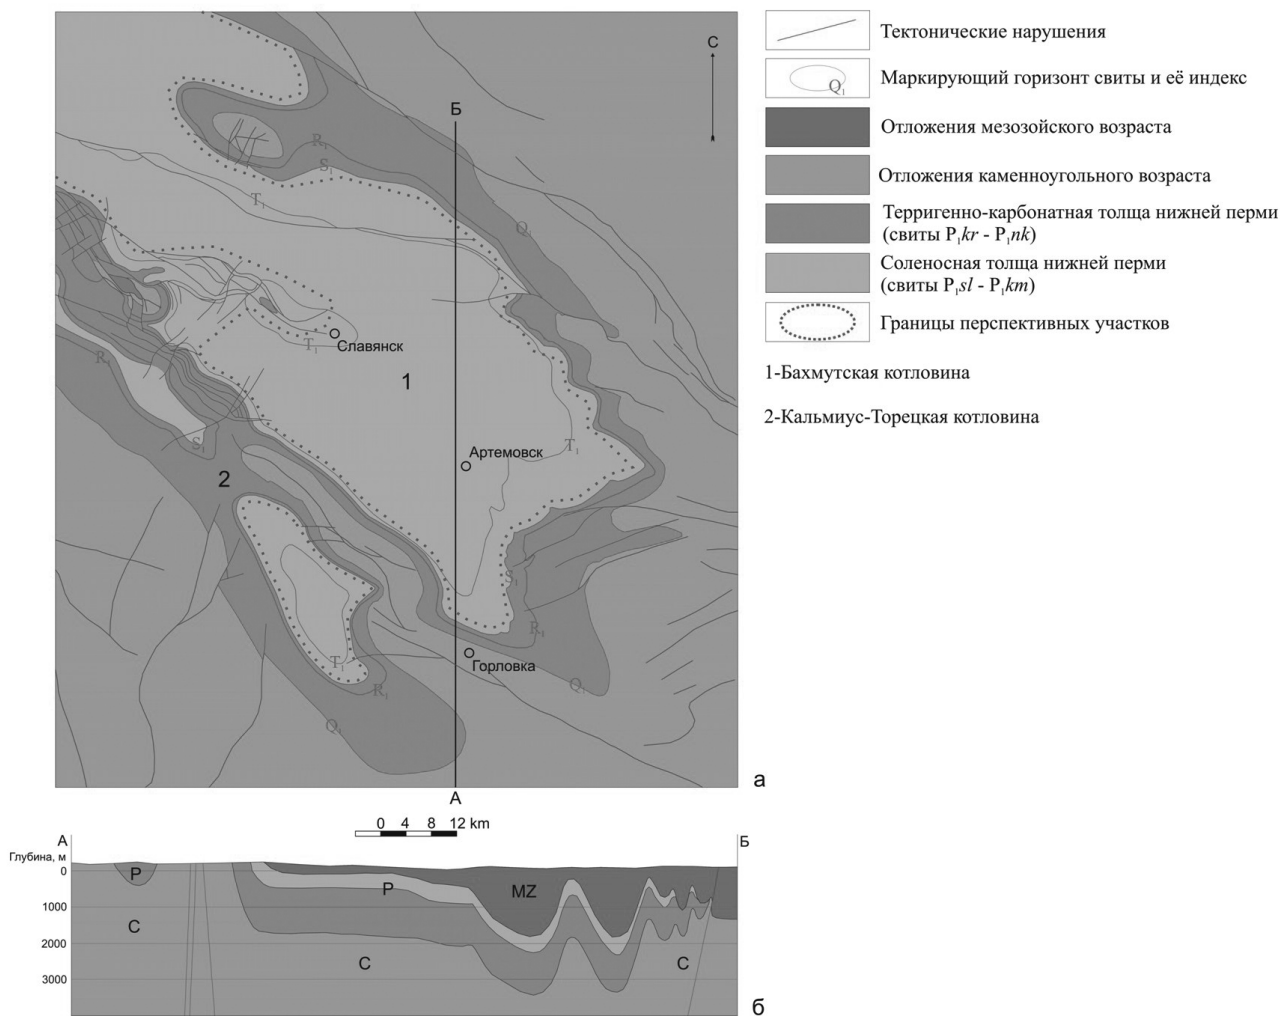 С
Б
R₁
S₁
T₁
Q₁
T₁
Славянск
R₁
1
S₁
T₁
Артемовск
2
S₁
R₁
Горловка
T₁
R₁
Q₁
Q₁
А
а
Тектонические нарушения
Маркирующий горизонт свиты и её индекс
Q₁
Отложения мезозойского возраста
Отложения каменноугольного возраста
Терригенно-карбонатная толща нижней перми
(свиты P₁kr - P₁nk)
Соленосная толща нижней перми
(свиты P₁sl - P₁km)
Границы перспективных участков
1-Бахмутская котловина
2-Кальмиус-Торецкая котловина
0 4 8 12 km
А
Б
Глубина, м
0
1000
2000
3000
P
C
P
C
MZ
C
б